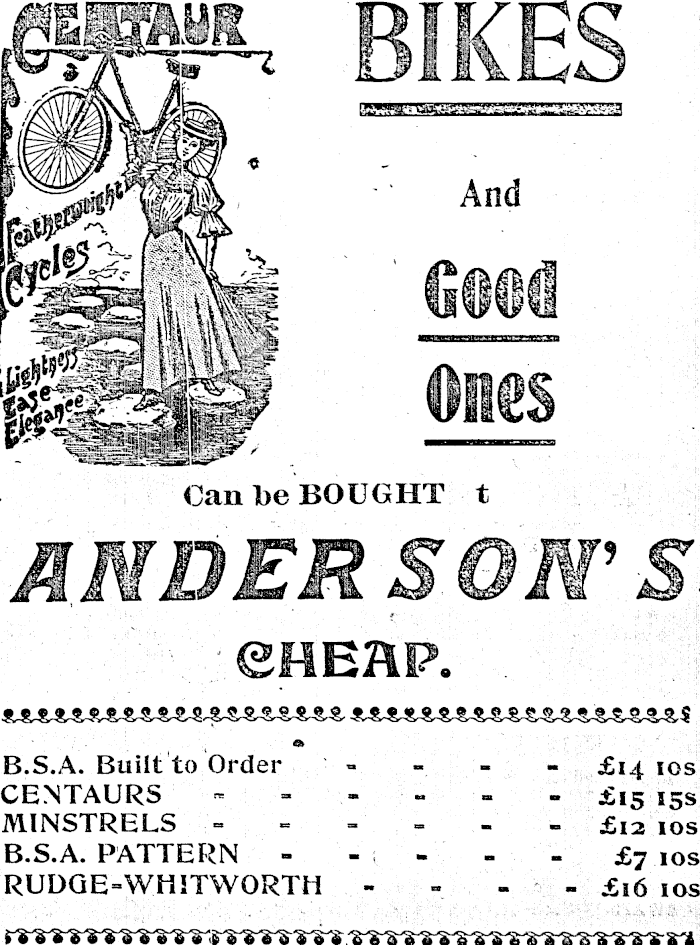 CENTAUR
Featherweight
Cycles
Lightness
Ease
Elegance
BIKES
And
Good
Ones
Can be BOUGHT t
ANDERSON'S
CHEAP.
B.S.A. Built to Order - - - - £14 10s
CENTAURS - - - - - - £15 15s
MINSTRELS - - - - - - £12 10s
B.S.A. PATTERN - - - - - £7 10s
RUDGE-WHITWORTH - - - - £16 10s